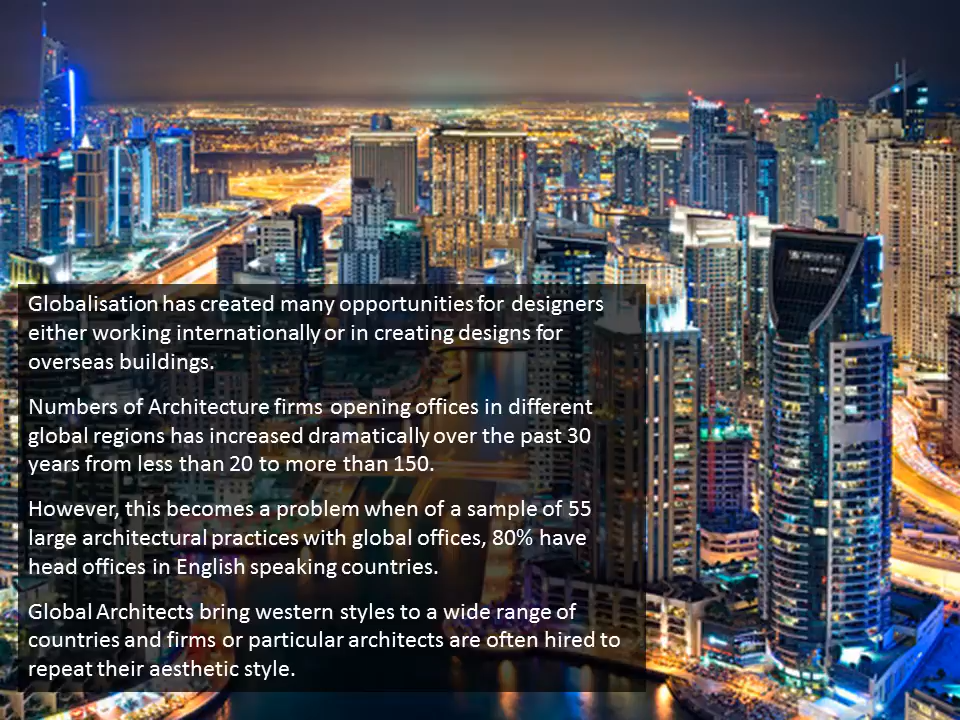 Globalisation has created many opportunities for designers
either working internationally or in creating designs for
overseas buildings.
Numbers of Architecture firms opening offices in different
global regions has increased dramatically over the past 30
years from less than 20 to more than 150.
However, this becomes a problem when of a sample of 55
large architectural practices with global offices, 80% have
head offices in English speaking countries.
Global Architects bring western styles to a wide range of
countries and firms or particular architects are often hired to
repeat their aesthetic style.